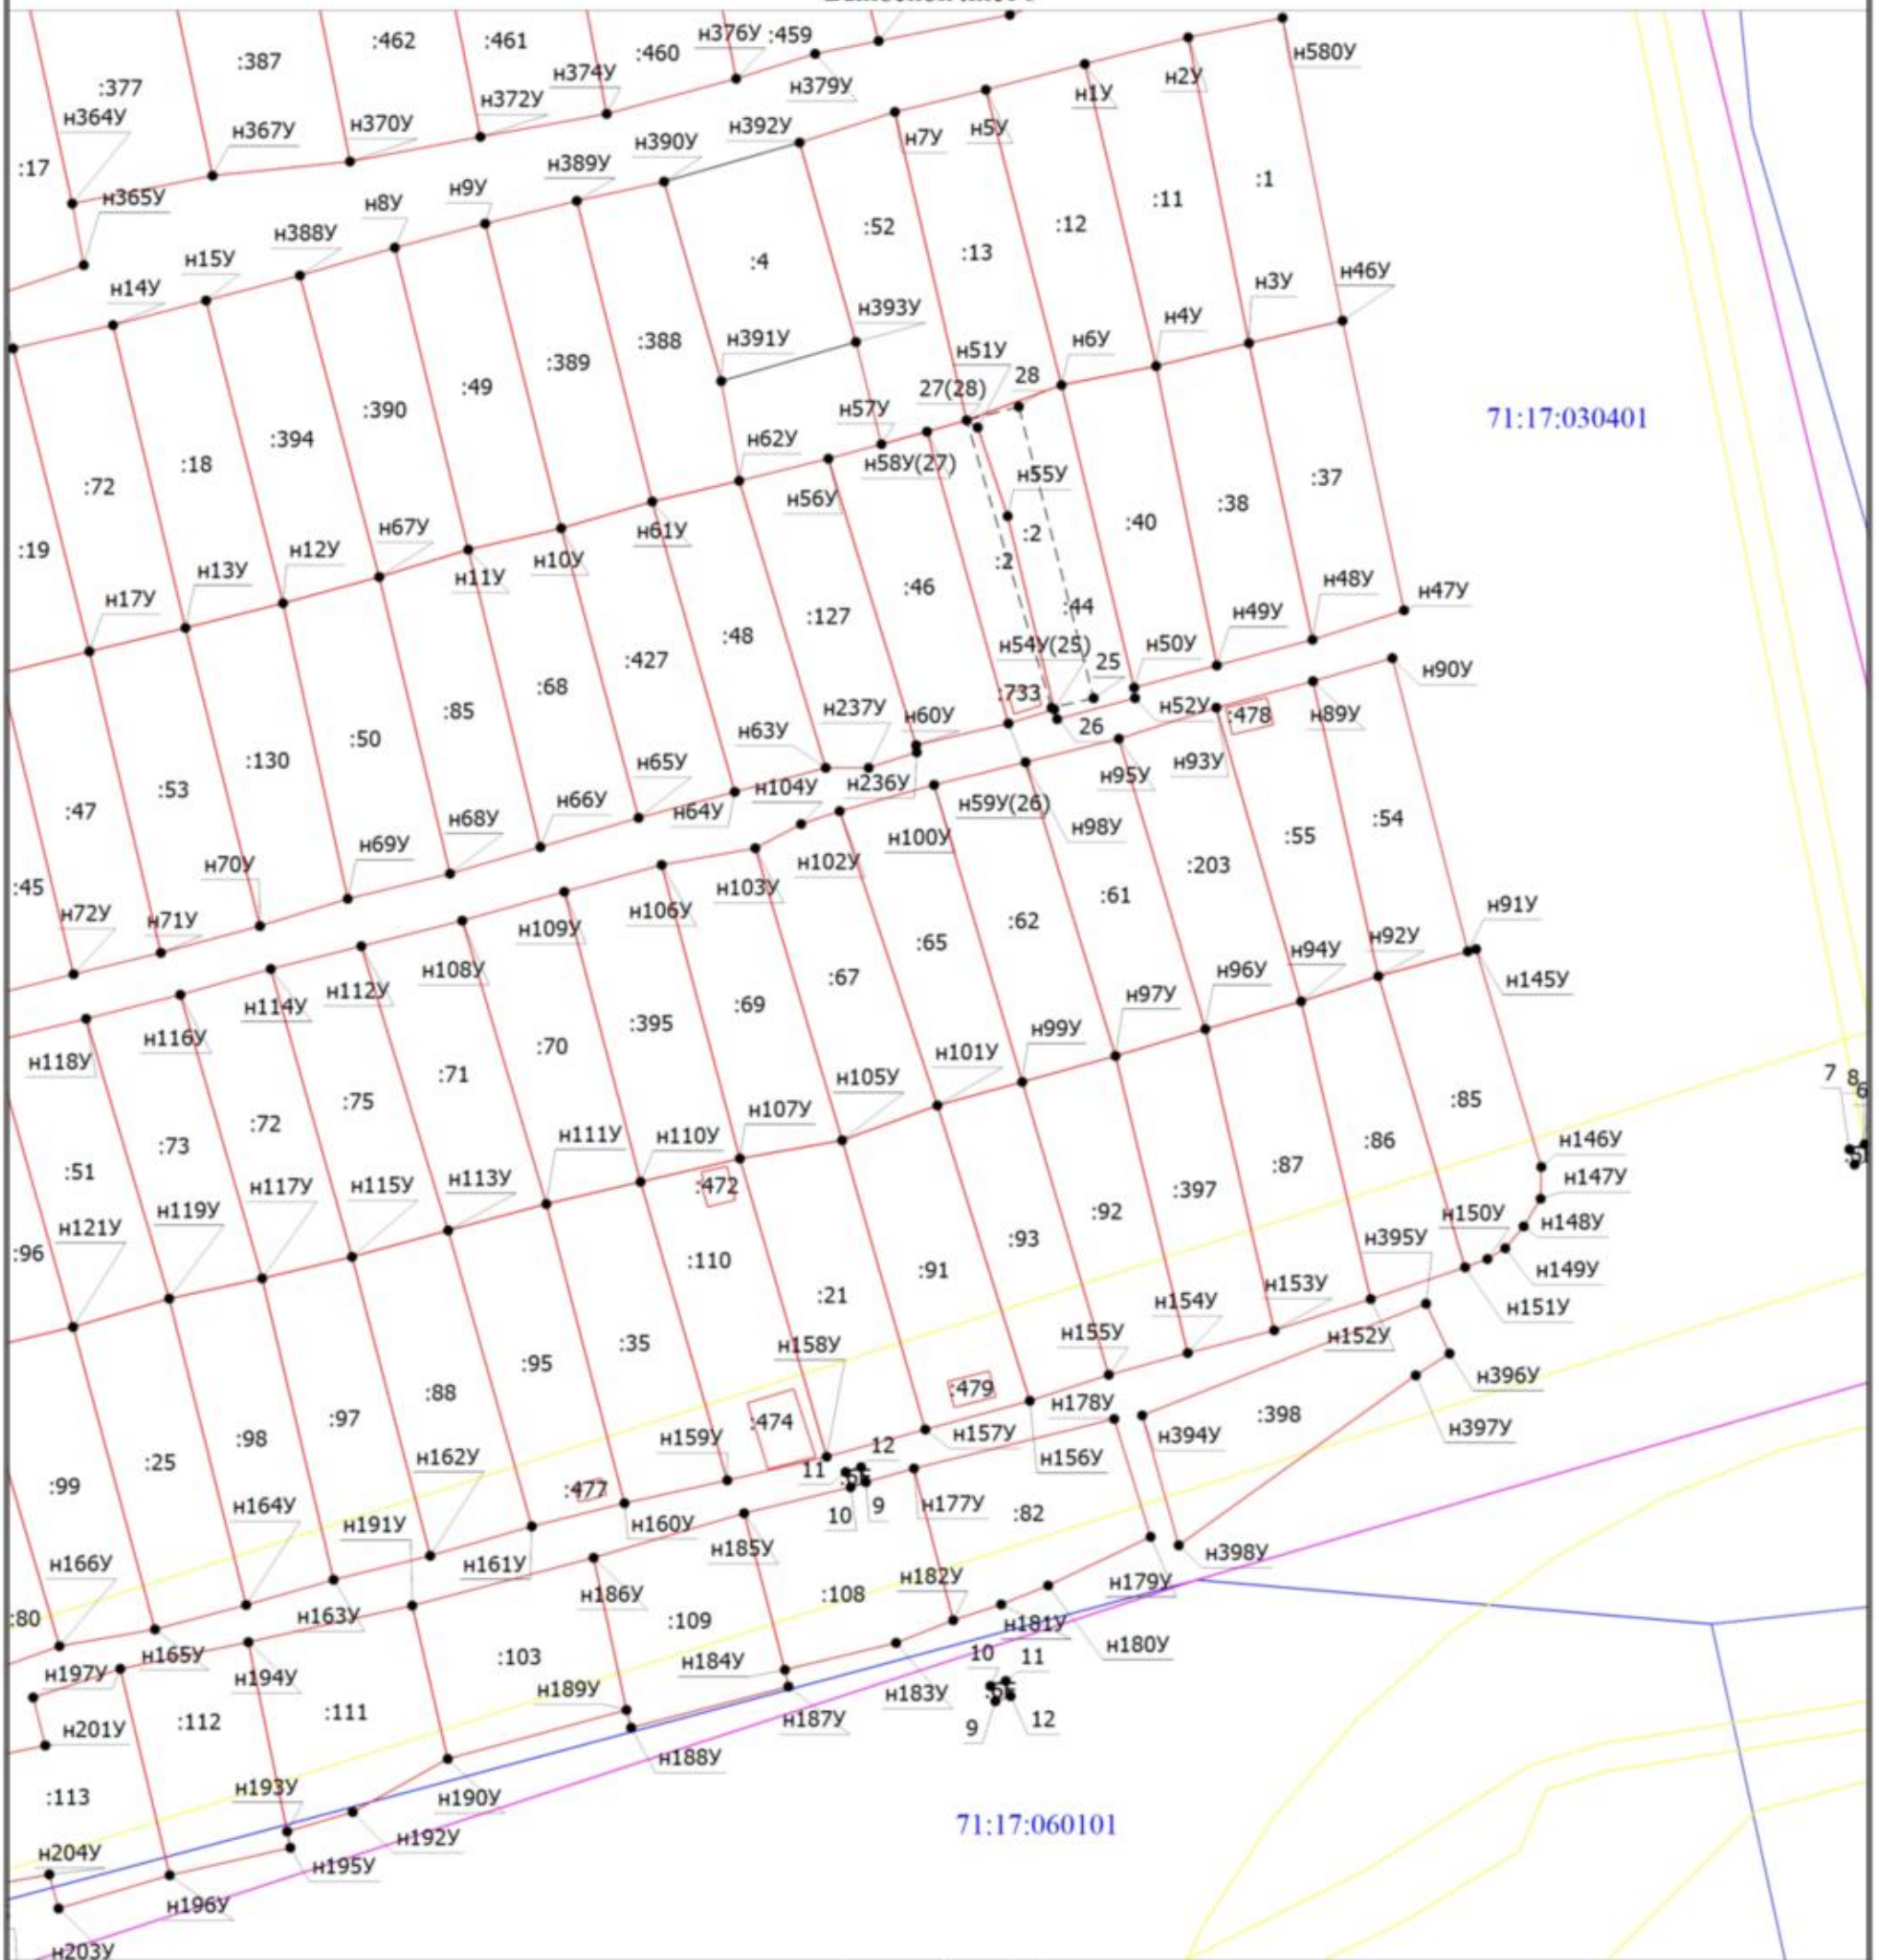 :462
:461
н376У
:459
:387
:460
н580У
:377
н374У
н2У
н379У
н1У
н364У
н372У
н367У
н370У
н392У
н5У
н7У
н390У
:17
н389У
:1
н9У
н365У
:11
н8У
:12
:52
н388У
:13
н15У
:4
н46У
н14У
н3У
н393У
н4У
:388
н391У
н6У
н51У
:389
28
:49
27(28)
:390
н57У
71:17:030401
:394
н62У
:18
н58У(27)
н55У
:37
:72
н56У
:38
:40
н67У
н61У
:2
:19
н12У
н10У
:2
н13У
н11У
:46
н48У
н47У
н17У
:44
:127
н49У
:48
н54У(25)
н50У
:427
25
н90У
:68
:733
н52У
:85
н237У
н60У
:478
н89У
:50
н63У
26
:130
н65У
н93У
н95У
:53
н104У
н236У
н66У
н59У(26)
:47
н64У
:54
н68У
н98У
н100У
:55
н69У
н70У
н102У
:203
:45
н103У
:61
н91У
н72У
н71У
н106У
:62
н109У
н92У
:65
н94У
н108У
:67
н96У
н145У
н112У
н114У
:69
н97У
:395
н99У
н116У
:70
н118У
н101У
:71
н105У
7
8
6
:75
:85
:72
н107У
:73
н111У
н110У
:86
н146У
:51
:87
н117У
н115У
н113У
:472
н147У
:397
н119У
:92
н150У
н148У
н121У
:93
н395У
:96
:110
:91
н149У
н153У
:21
н154У
н151У
:35
н158У
н155У
н152У
:95
:479
н396У
:88
н178У
:398
:97
:474
н394У
н397У
:98
н159У
12
н157У
н156У
:25
н162У
11
:99
:477
9
н177У
н164У
10
:82
н191У
н160У
н185У
н198У
н166У
н161У
н186У
н182У
н179У
:108
:80
н163У
:109
н181У
н180У
н165У
:103
10
11
н197У
н194У
н184У
н189У
н183У
н201У
:112
:111
н187У
9
12
н188У
:113
н193У
н190У
71:17:060101
н192У
н204У
н195У
н196У
н203У